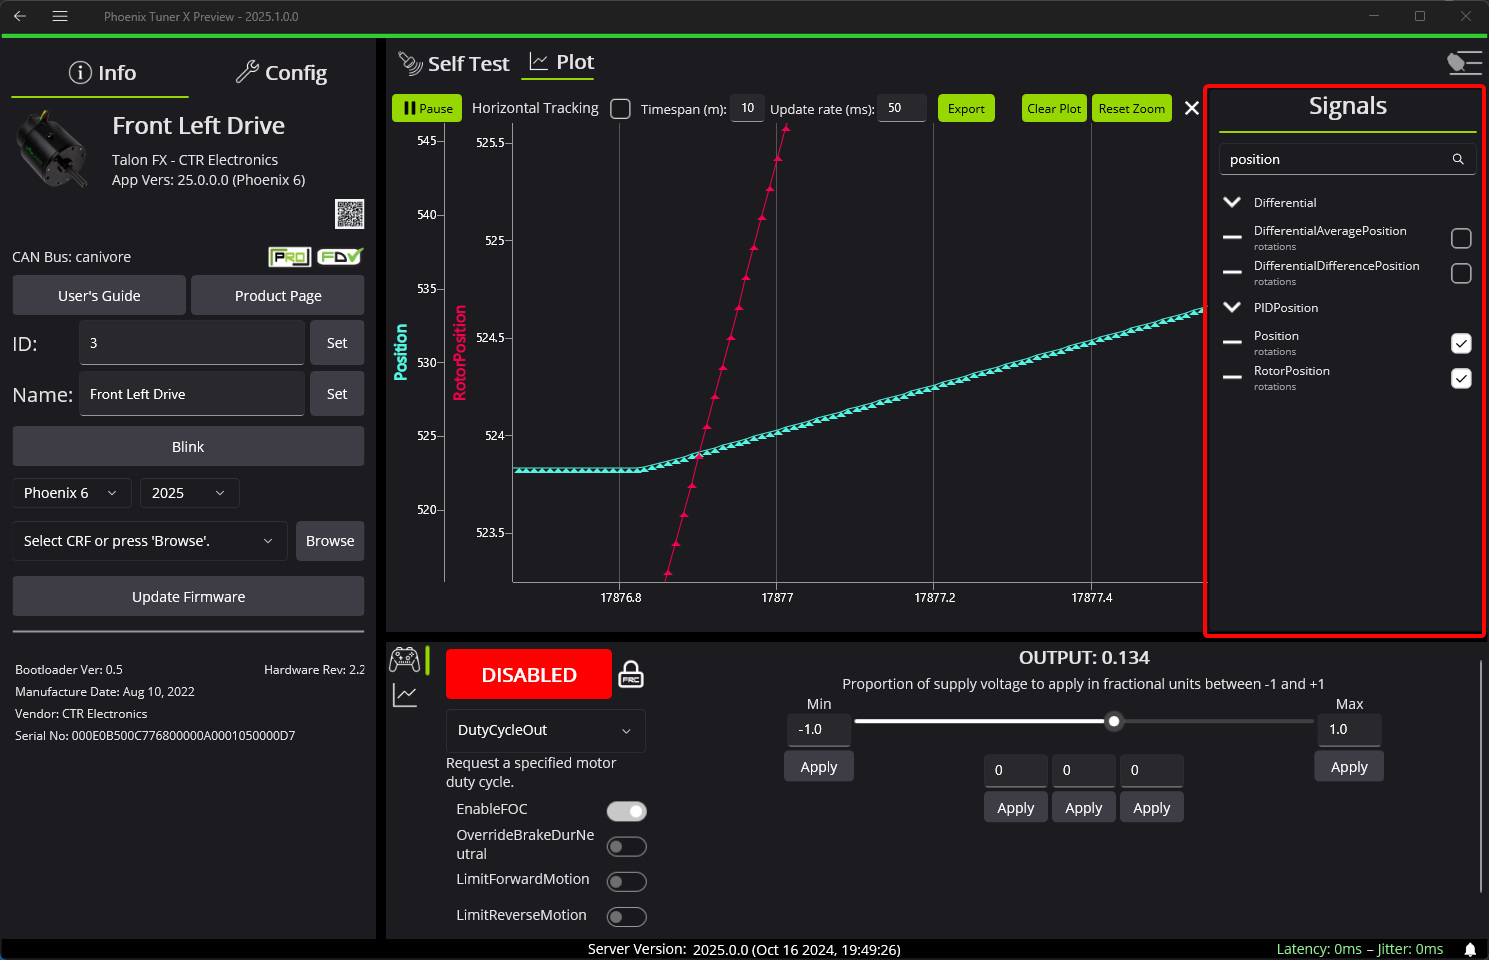 Phoenix Tuner X Preview - 2025.1.0.0
Info
Config
Front Left Drive
Talon FX - CTR Electronics
App Vers: 25.0.0.0 (Phoenix 6)
CAN Bus: canivore
PRO
FDV
User's Guide
Product Page
ID:
3
Set
Name:
Front Left Drive
Set
Blink
Phoenix 6
2025
Select CRF or press 'Browse'.
Browse
Update Firmware
Bootloader Ver: 0.5
Hardware Rev: 2.2
Manufacture Date: Aug 10, 2022
Vendor: CTR Electronics
Serial No: 000E0B500C776800000A0001050000D7
Self Test
Plot
Pause
Horizontal Tracking
Timespan (m):
10
Update rate (ms):
50
Export
Clear Plot
Reset Zoom
Position
545
540
535
530
525
520
RotorPosition
525.5
525
524.5
524
523.5
17876.8
17877
17877.2
17877.4
Signals
position
Differential
DifferentialAveragePosition
rotations
DifferentialDifferencePosition
rotations
PIDPosition
Position
rotations
RotorPosition
rotations
DISABLED
FRC
DutyCycleOut
Request a specified motor
duty cycle.
EnableFOC
OverrideBrakeDurNe
utral
LimitForwardMotion
LimitReverseMotion
OUTPUT: 0.134
Proportion of supply voltage to apply in fractional units between -1 and +1
Min
Max
-1.0
1.0
Apply
Apply
0
0
0
Apply
Apply
Apply
Server Version: 2025.0.0 (Oct 16 2024, 19:49:26)
Latency: 0ms – Jitter: 0ms